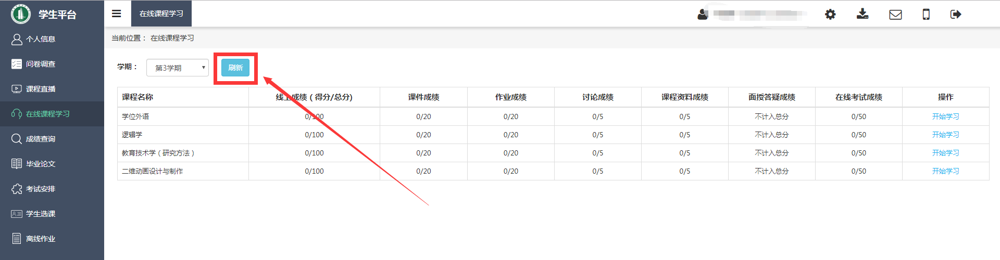 学生平台
在线课程学习
个人信息
问卷调查
课程直播
在线课程学习
成绩查询
毕业论文
考试安排
学生选课
离线作业
当前位置： 在线课程学习
学期： 第3学期 刷新
课程名称 线上成绩（得分/总分） 课件成绩 作业成绩 讨论成绩 课程资料成绩 面授答疑成绩 在线考试成绩 操作
学位外语 0/100 0/20 0/20 0/5 0/5 不计入总分 0/50 开始学习
逻辑学 0/100 0/20 0/20 0/5 0/5 不计入总分 0/50 开始学习
教育技术学（研究方法） 0/100 0/20 0/20 0/5 0/5 不计入总分 0/50 开始学习
二维动画设计与制作 0/100 0/20 0/20 0/5 0/5 不计入总分 0/50 开始学习